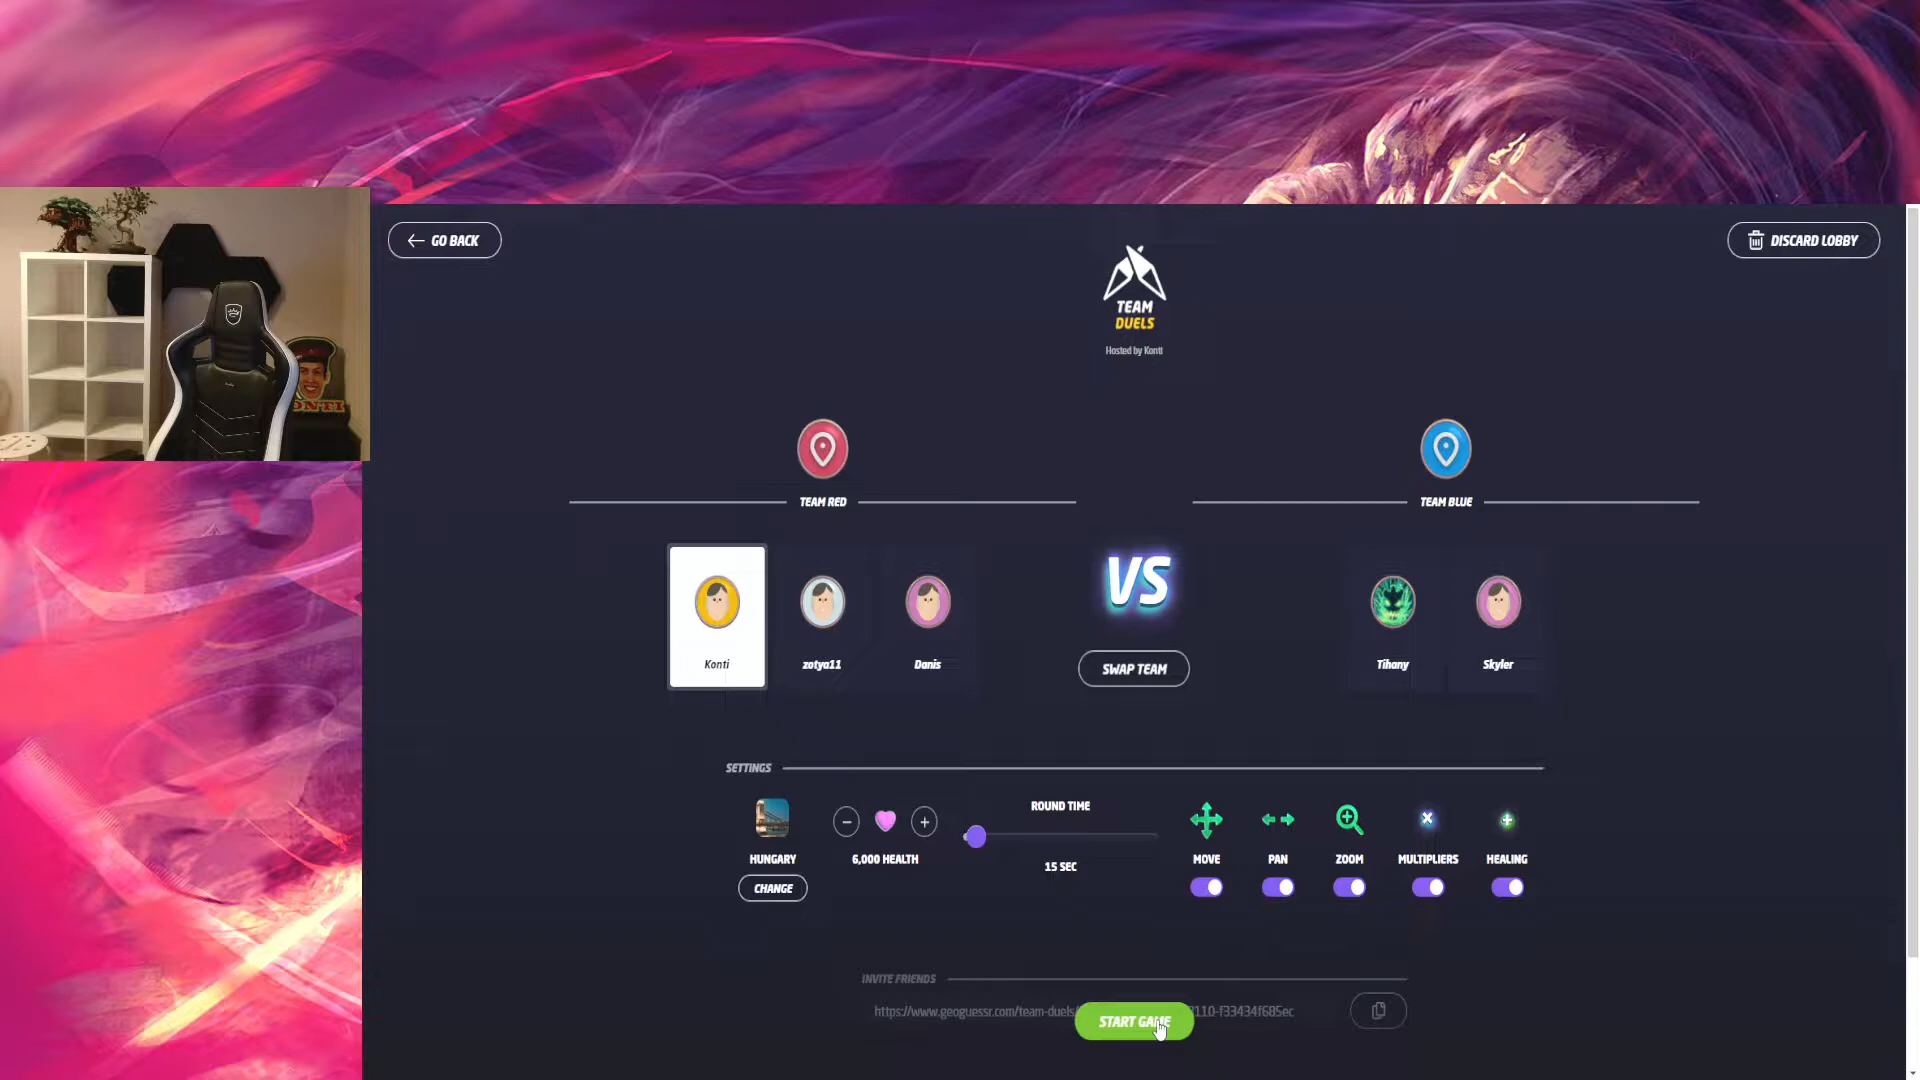 GO BACK
DISCARD LOBBY
TEAM
DUELS
Hosted by Konti
TEAM RED
TEAM BLUE
Konti
zotya11
Danis
VS
SWAP TEAM
Tihany
Skyler
SETTINGS
HUNGARY
CHANGE
6,000 HEALTH
ROUND TIME
15 SEC
MOVE
PAN
ZOOM
MULTIPLIERS
HEALING
INVITE FRIENDS
https://www.geoguessr.com/team-duels/
110-f33434f685ec
START GAME